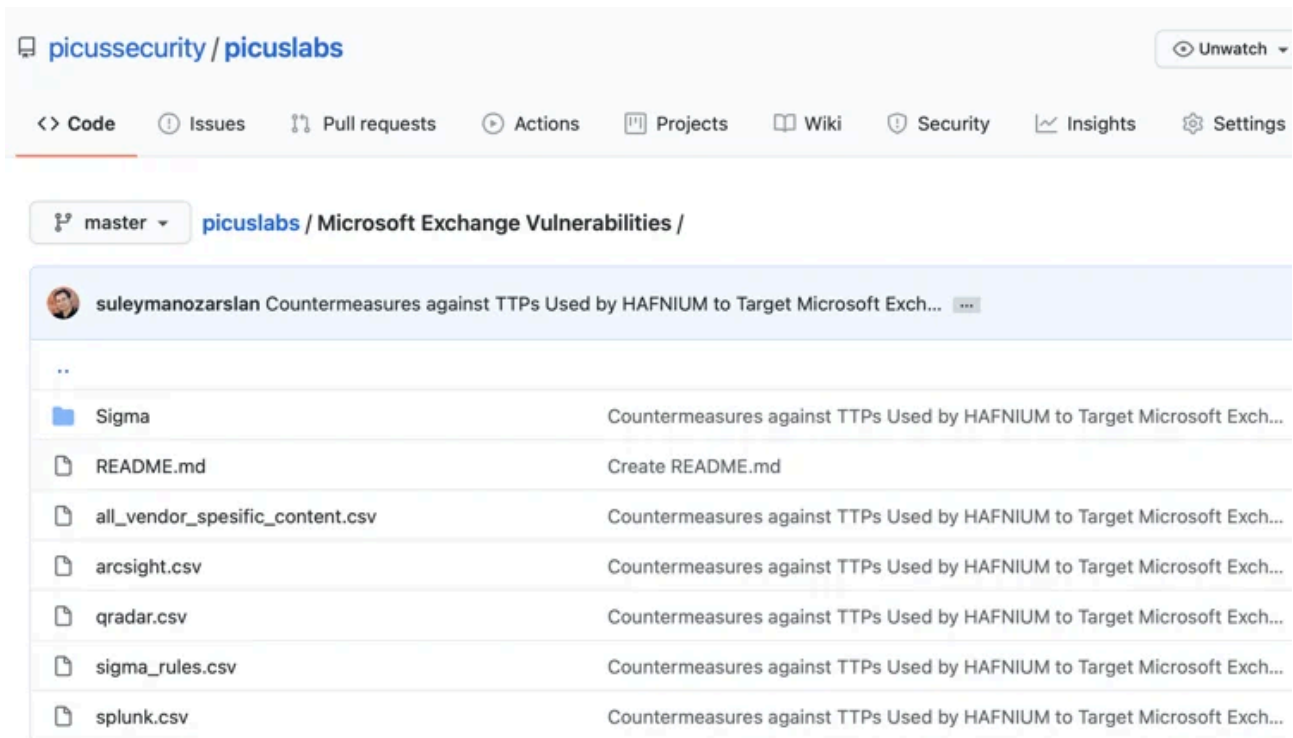 picussecurity / picuslabs
Unwatch
<> Code Issues Pull requests Actions Projects Wiki Security Insights Settings
master picuslabs / Microsoft Exchange Vulnerabilities /
suleymanozarslan Countermeasures against TTPs Used by HAFNIUM to Target Microsoft Exch... ...
..
Sigma Countermeasures against TTPs Used by HAFNIUM to Target Microsoft Exch...
README.md Create README.md
all_vendor_spesific_content.csv Countermeasures against TTPs Used by HAFNIUM to Target Microsoft Exch...
arcsight.csv Countermeasures against TTPs Used by HAFNIUM to Target Microsoft Exch...
qradar.csv Countermeasures against TTPs Used by HAFNIUM to Target Microsoft Exch...
sigma_rules.csv Countermeasures against TTPs Used by HAFNIUM to Target Microsoft Exch...
splunk.csv Countermeasures against TTPs Used by HAFNIUM to Target Microsoft Exch...